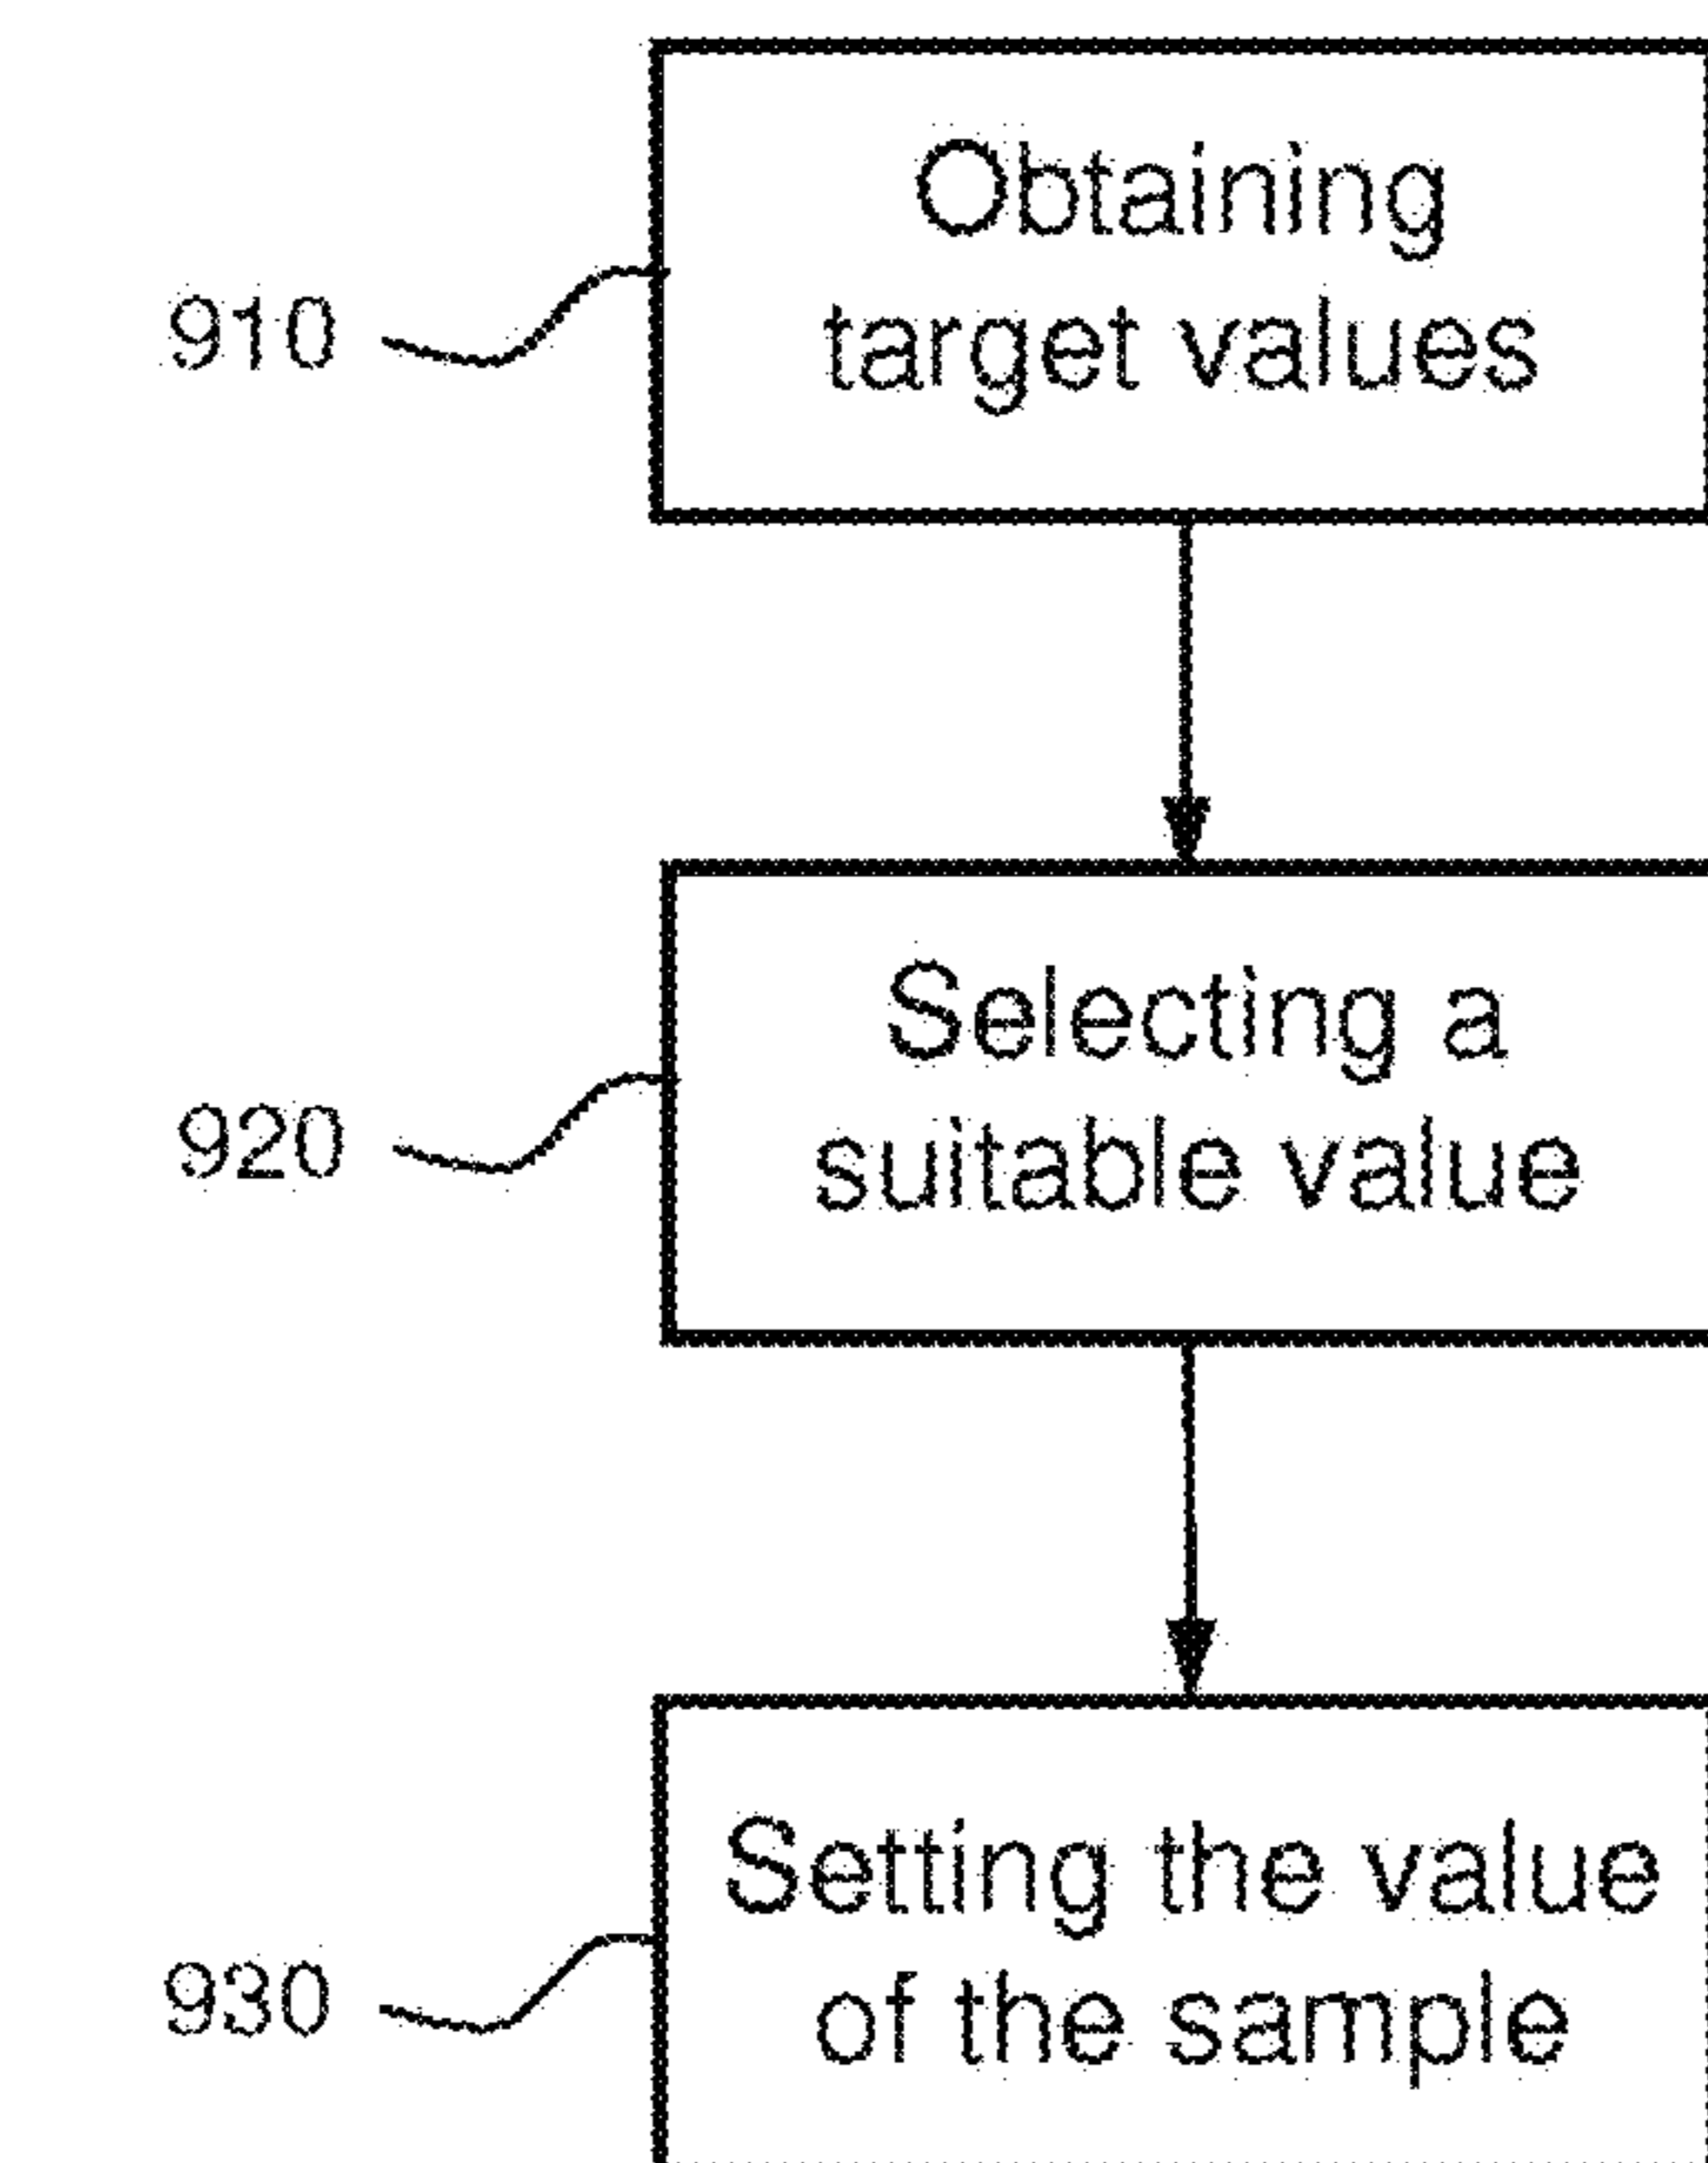 Obtaining
target values
910
Selecting a
suitable value
920
Setting the value
of the sample
930